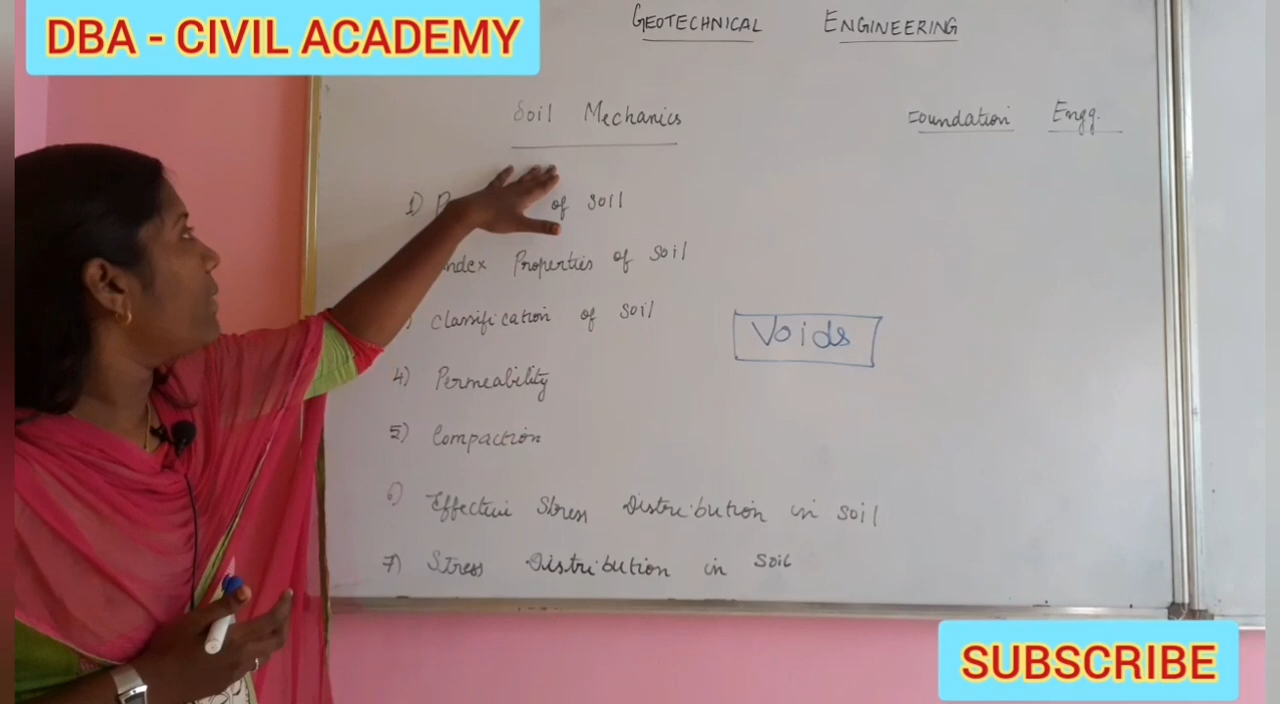 DBA - CIVIL ACADEMY
GEOTECHNICAL ENGINEERING
Soil Mechanics
Foundation Engg.
1) of Soil
ndex Properties of Soil
) Classification of Soil
Voids
4) Permeability
5) Compaction
6) Effective Stress Distribution in Soil
7) Stress Distribution in Soil
SUBSCRIBE